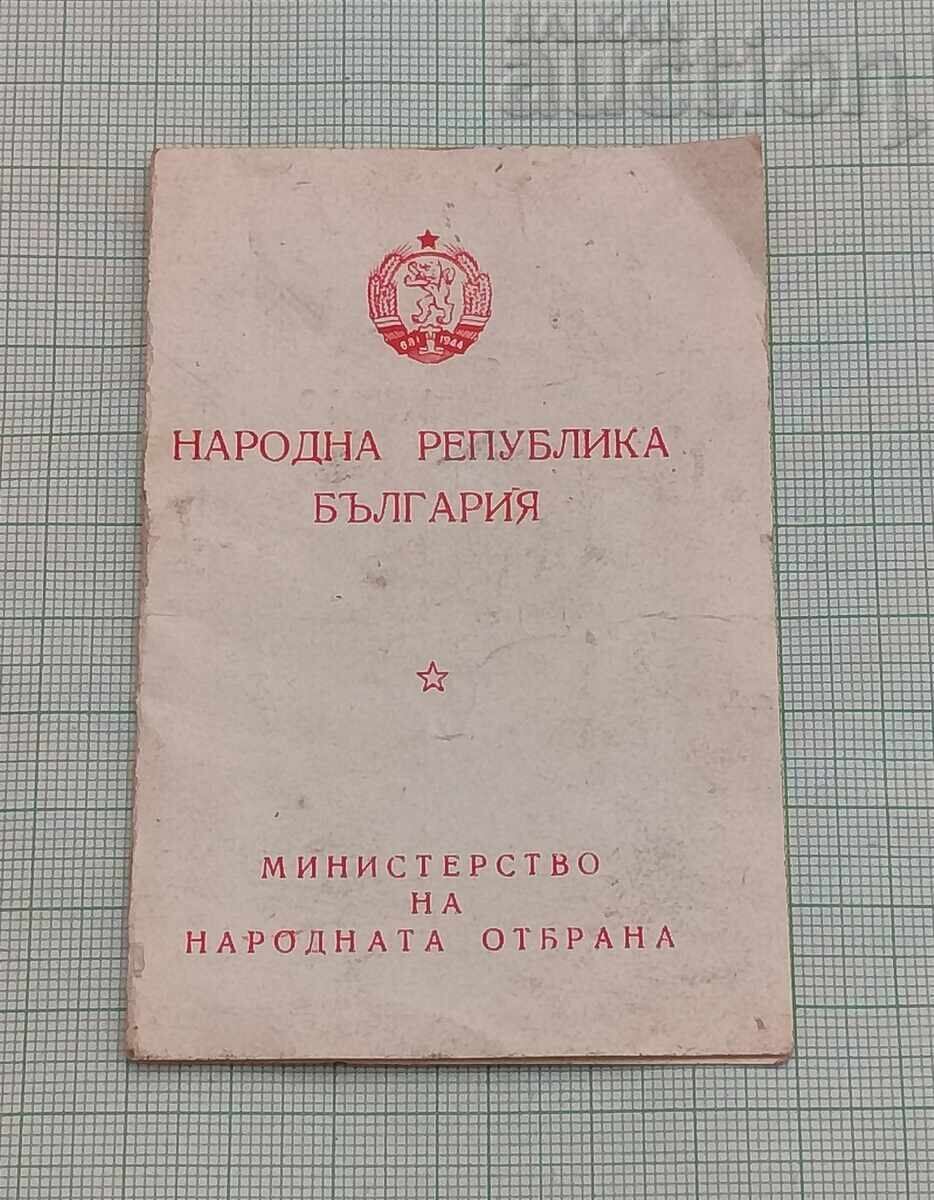 auction
681 1944
НАРОДНА РЕПУБЛИКА
БЪЛГАРИЯ
МИНИСТЕРСТВО
НА
НАРОДНАТА ОТБРАНА